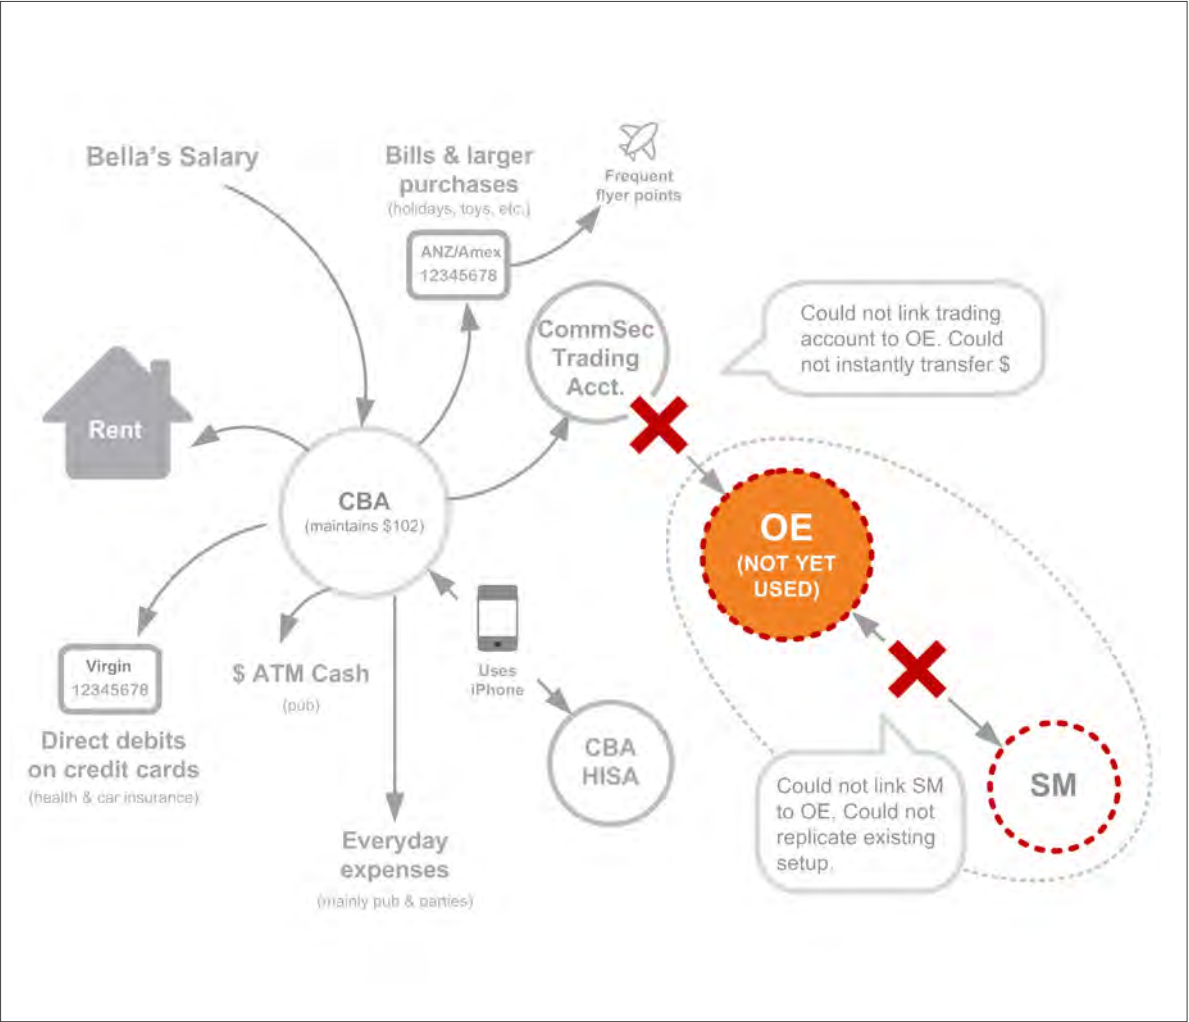 Bella's Salary
Bills & larger
purchases
(holidays, toys, etc.)
ANZ/Amex
12345678
Frequent
flyer points
CommSec
Trading
Acct.
Could not link trading
account to OE. Could
not instantly transfer $
Rent
CBA
(maintains $102)
OE
(NOT YET
USED)
Virgin
12345678
Direct debits
on credit cards
(health & car insurance)
$ ATM Cash
(pub)
Uses
iPhone
CBA
HISA
Everyday
expenses
(mainly pub & parties)
Could not link SM
to OE. Could not
replicate existing
setup.
SM